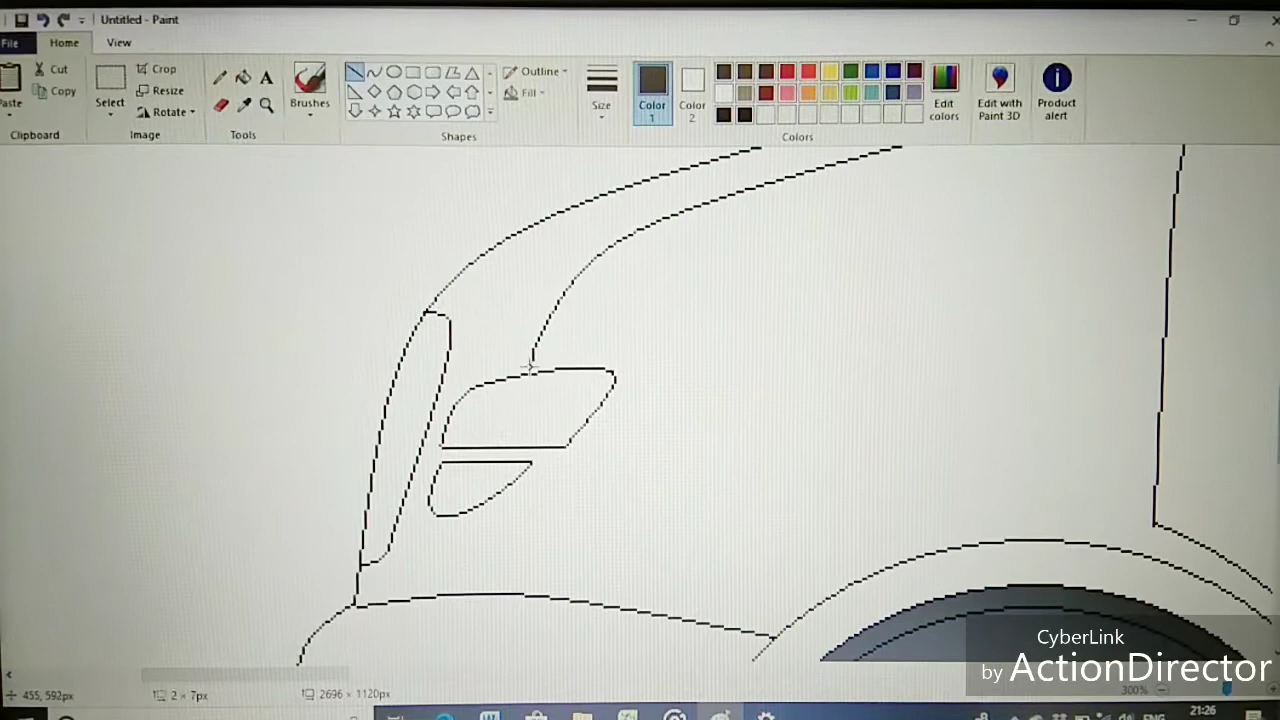 Untitled - Paint
File Home View
Cut
Copy
Paste
Clipboard
Select
Crop
Resize
Rotate
Image
A
Tools
Brushes
Shapes
Outline
Fill
Size
Color 1
Color 2
Colors
Edit colors
Edit with Paint 3D
Product alert
CyberLink
by ActionDirector
455, 592px
2 × 7px
2696 × 1120px
300%
21:26
ENG